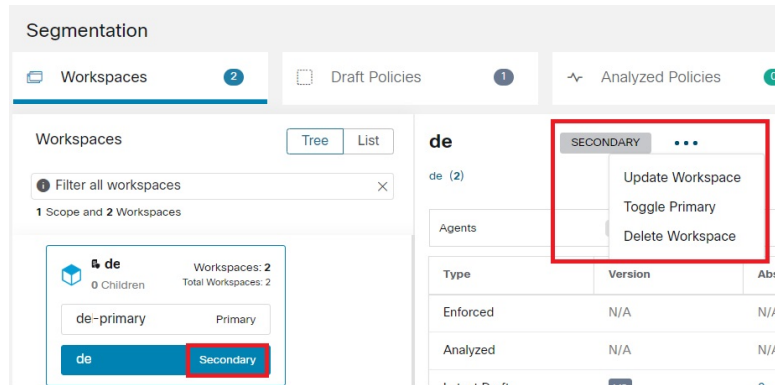 Segmentation
Workspaces 2 Draft Policies 1 Analyzed Policies
Workspaces Tree List
Filter all workspaces
1 Scope and 2 Workspaces
de Workspaces: 2
0 Children Total Workspaces: 2
de-primary Primary
de Secondary
de SECONDARY
de (2)
Update Workspace
Toggle Primary
Delete Workspace
Agents
Type Version
Enforced N/A N/A
Analyzed N/A N/A